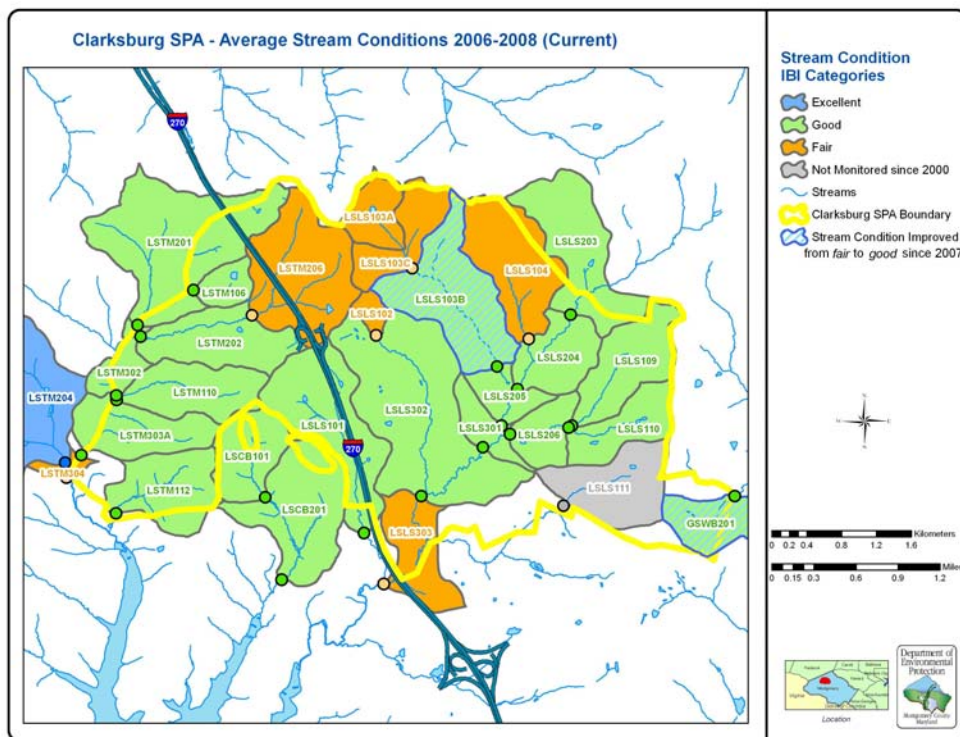 Clarksburg SPA - Average Stream Conditions 2006-2008 (Current)
270
LSLS103A
LSTM201
LSLS203
LSTM206
LSLS103C
LSLS104
LSTM106
LSLS103B
LSLS102
LSTM202
LSLS204
LSLS109
LSTM302
LSTM204
LSTM110
LSLS205
LSLS302
LSLS101
LSLS301
LSLS206
LSLS110
LSTM303A
270
LSCB101
LSTM304
LSTM112
LSLS111
LSCB201
GSWB201
LSLS303
Stream Condition
IBI Categories
Excellent
Good
Fair
Not Monitored since 2000
Streams
Clarksburg SPA Boundary
Stream Condition Improved
from fair to good since 2007
N
Kilometers
0 0.2 0.4 0.8 1.2 1.6
Miles
0 0.15 0.3 0.6 0.9 1.2
Location
Department of
Environmental
Protection
Montgomery County
Maryland